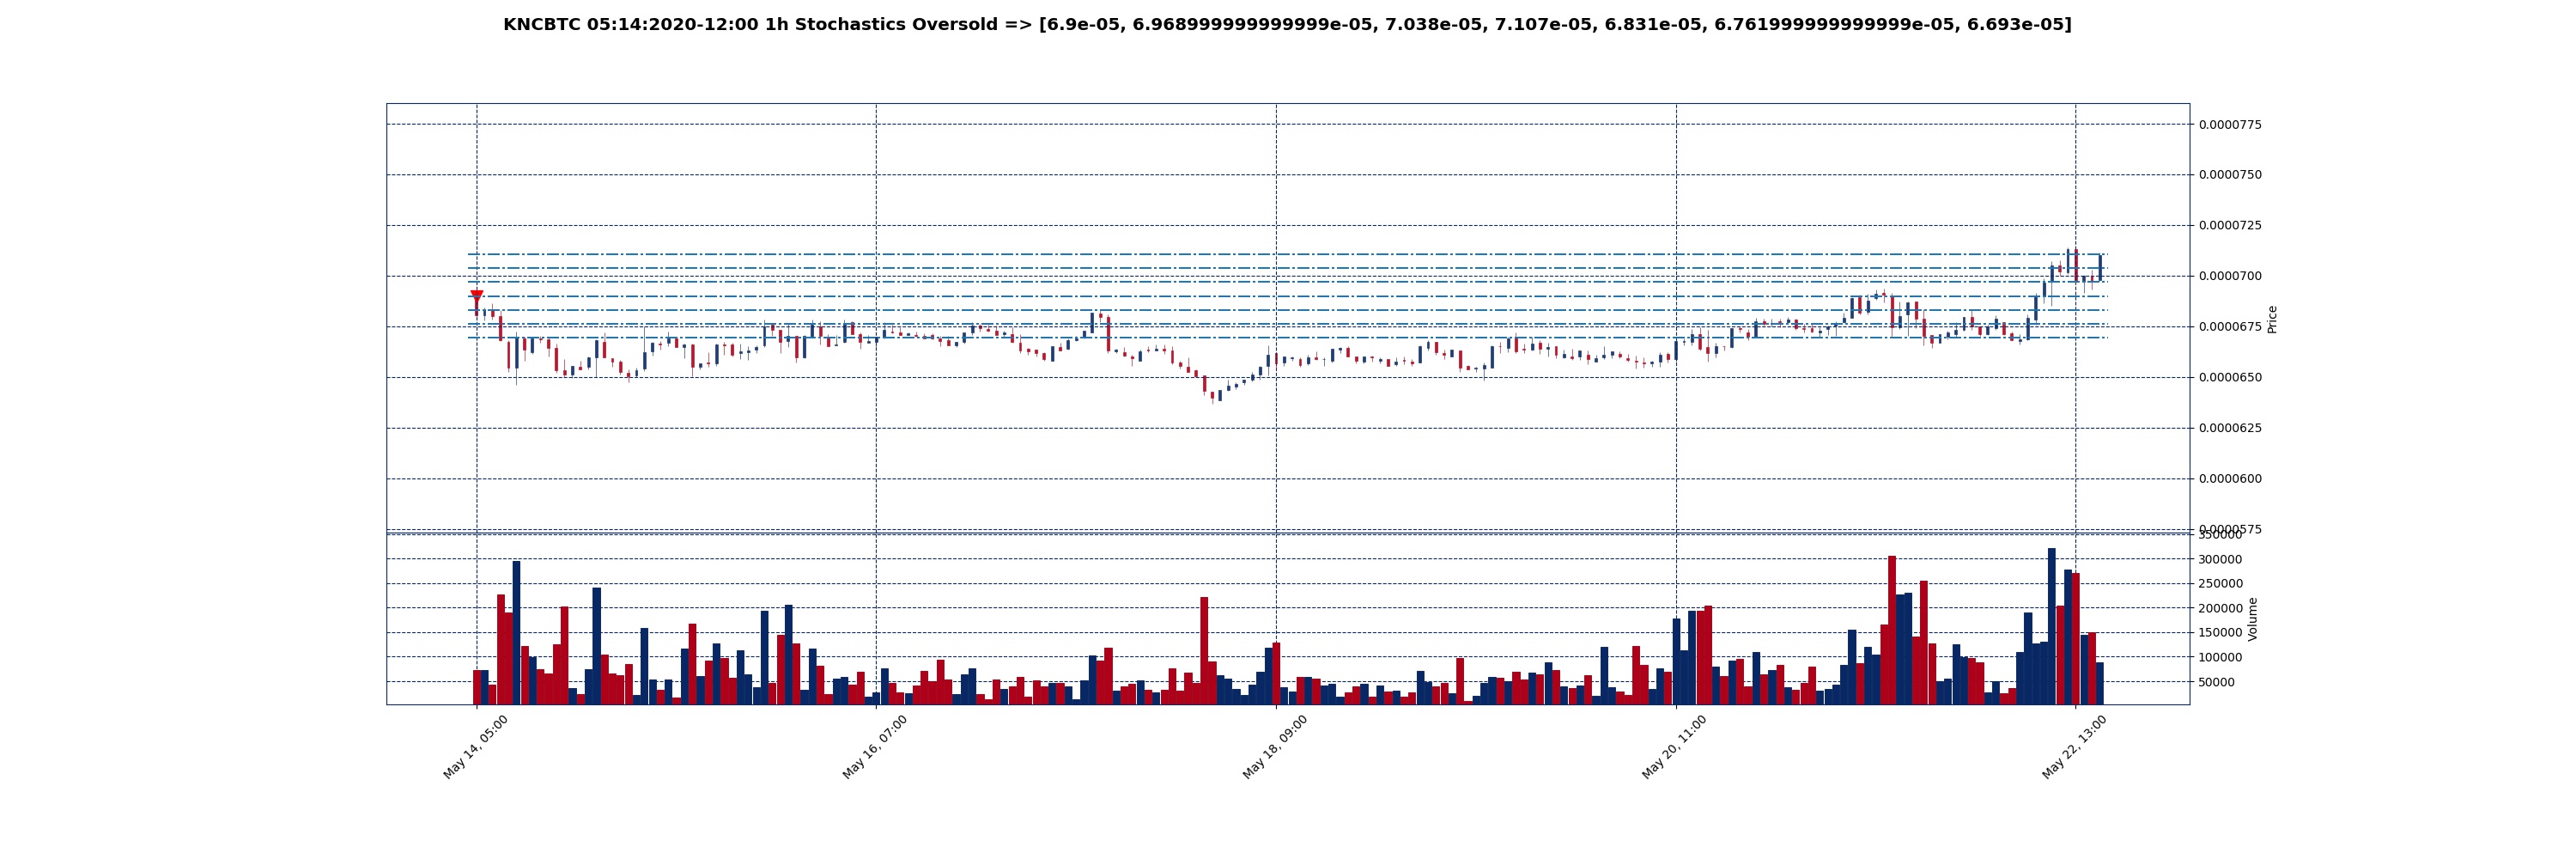 KNCBTC 05:14:2020-12:00 1h Stochastics Oversold => [6.9e-05, 6.968999999999999e-05, 7.038e-05, 7.107e-05, 6.831e-05, 6.761999999999999e-05, 6.693e-05]
0.0000775
0.0000750
0.0000725
0.0000700
0.0000675
0.0000650
0.0000625
0.0000600
0.0000575
Price
350000
300000
250000
200000
150000
100000
50000
Volume
May 14, 05:00
May 16, 07:00
May 18, 09:00
May 20, 11:00
May 22, 13:00